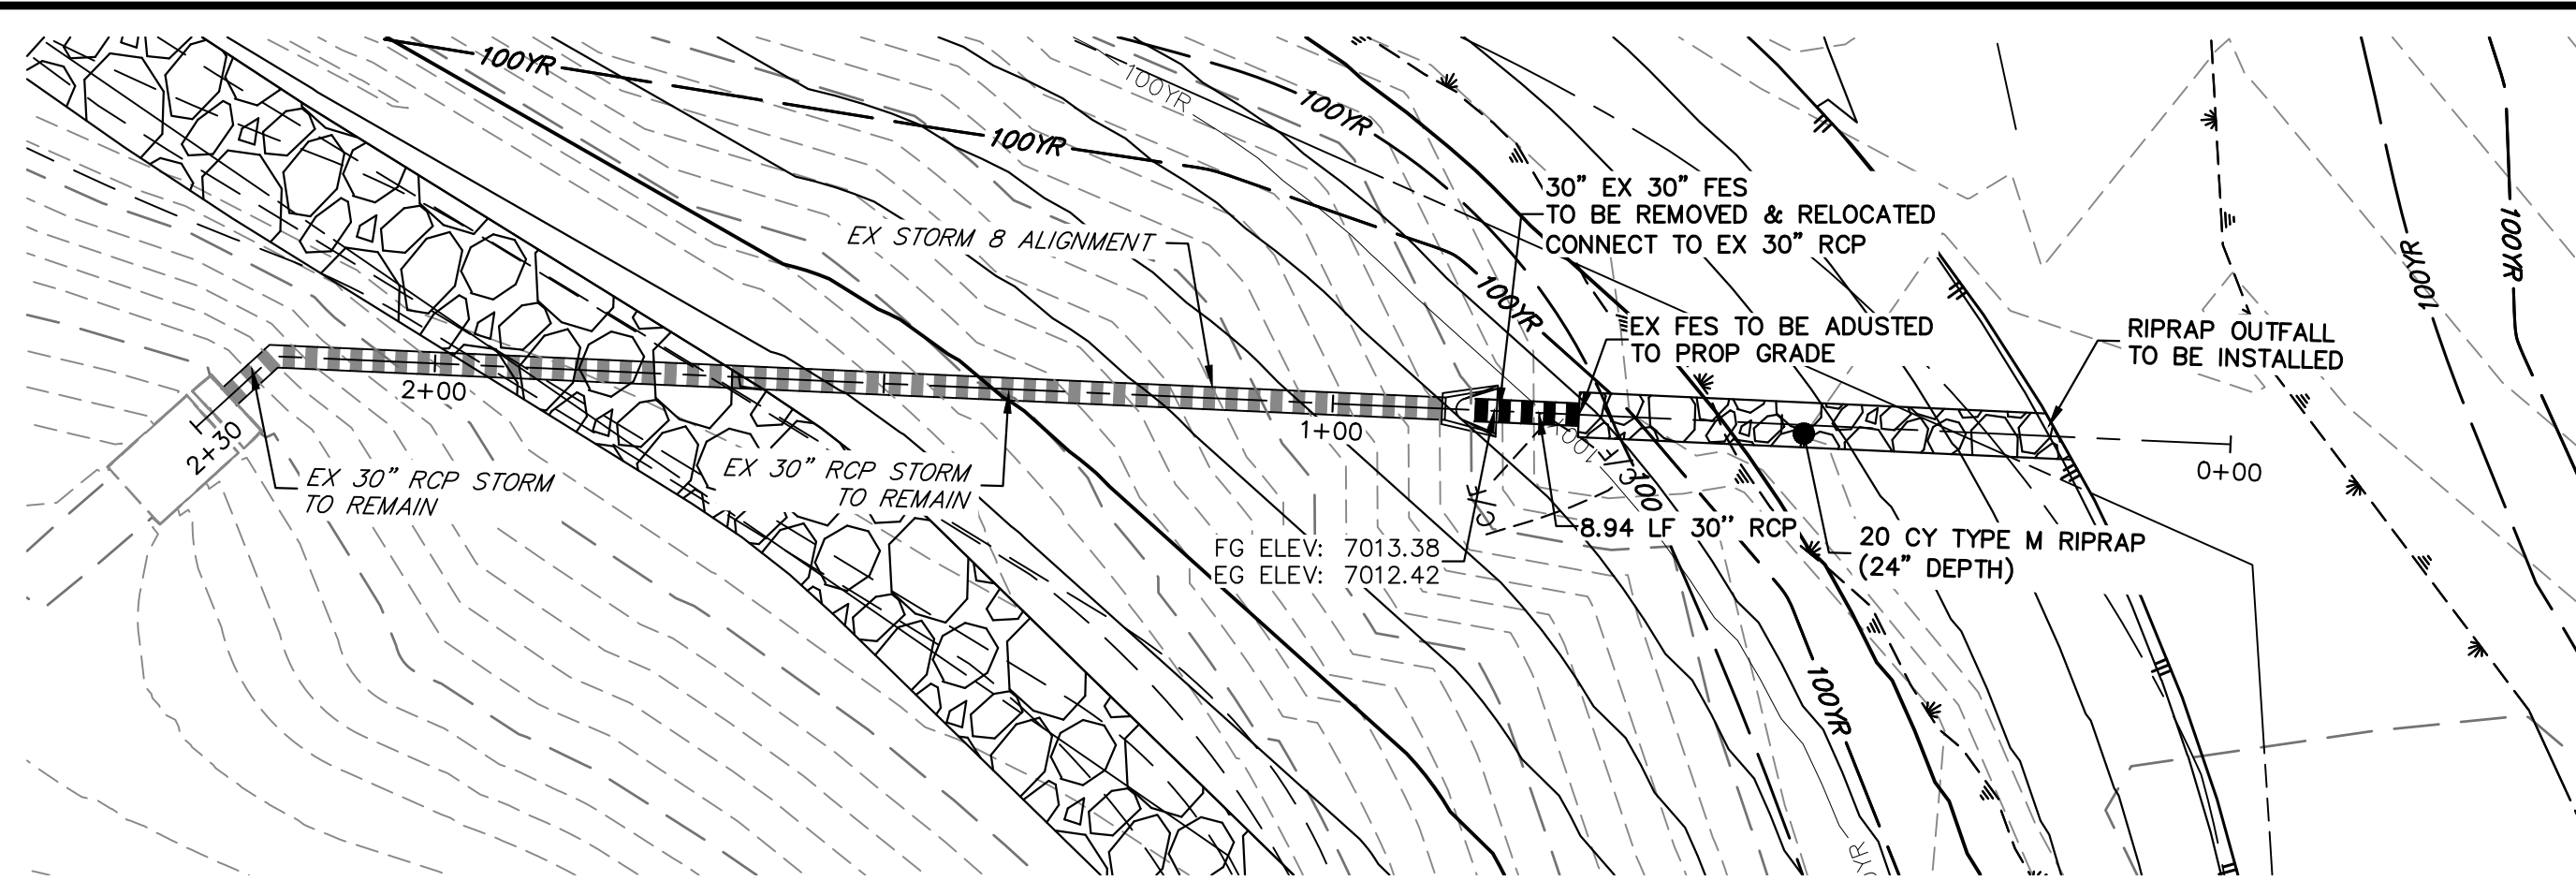 100YR
100YR
100YR
100YR
30” EX 30” FES
TO BE REMOVED & RELOCATED
CONNECT TO EX 30” RCP
EX STORM 8 ALIGNMENT
100YR
100YR
100YR
EX FES TO BE ADUSTED
TO PROP GRADE
RIPRAP OUTFALL
TO BE INSTALLED
2+00
1+00
2+30
0+00
EX 30” RCP STORM
TO REMAIN
EX 30” RCP STORM
TO REMAIN
C/F
C/F
100
100
8.94 LF 30” RCP
FG ELEV: 7013.38
EG ELEV: 7012.42
20 CY TYPE M RIPRAP
(24” DEPTH)
100YR